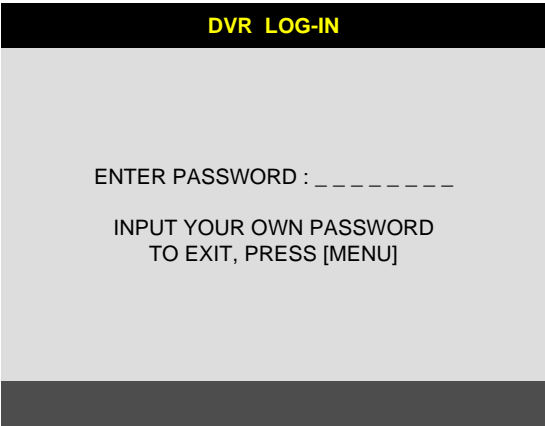 DVR LOG-IN
ENTER PASSWORD : _ _ _ _ _ _ _ _
INPUT YOUR OWN PASSWORD
TO EXIT, PRESS [MENU]